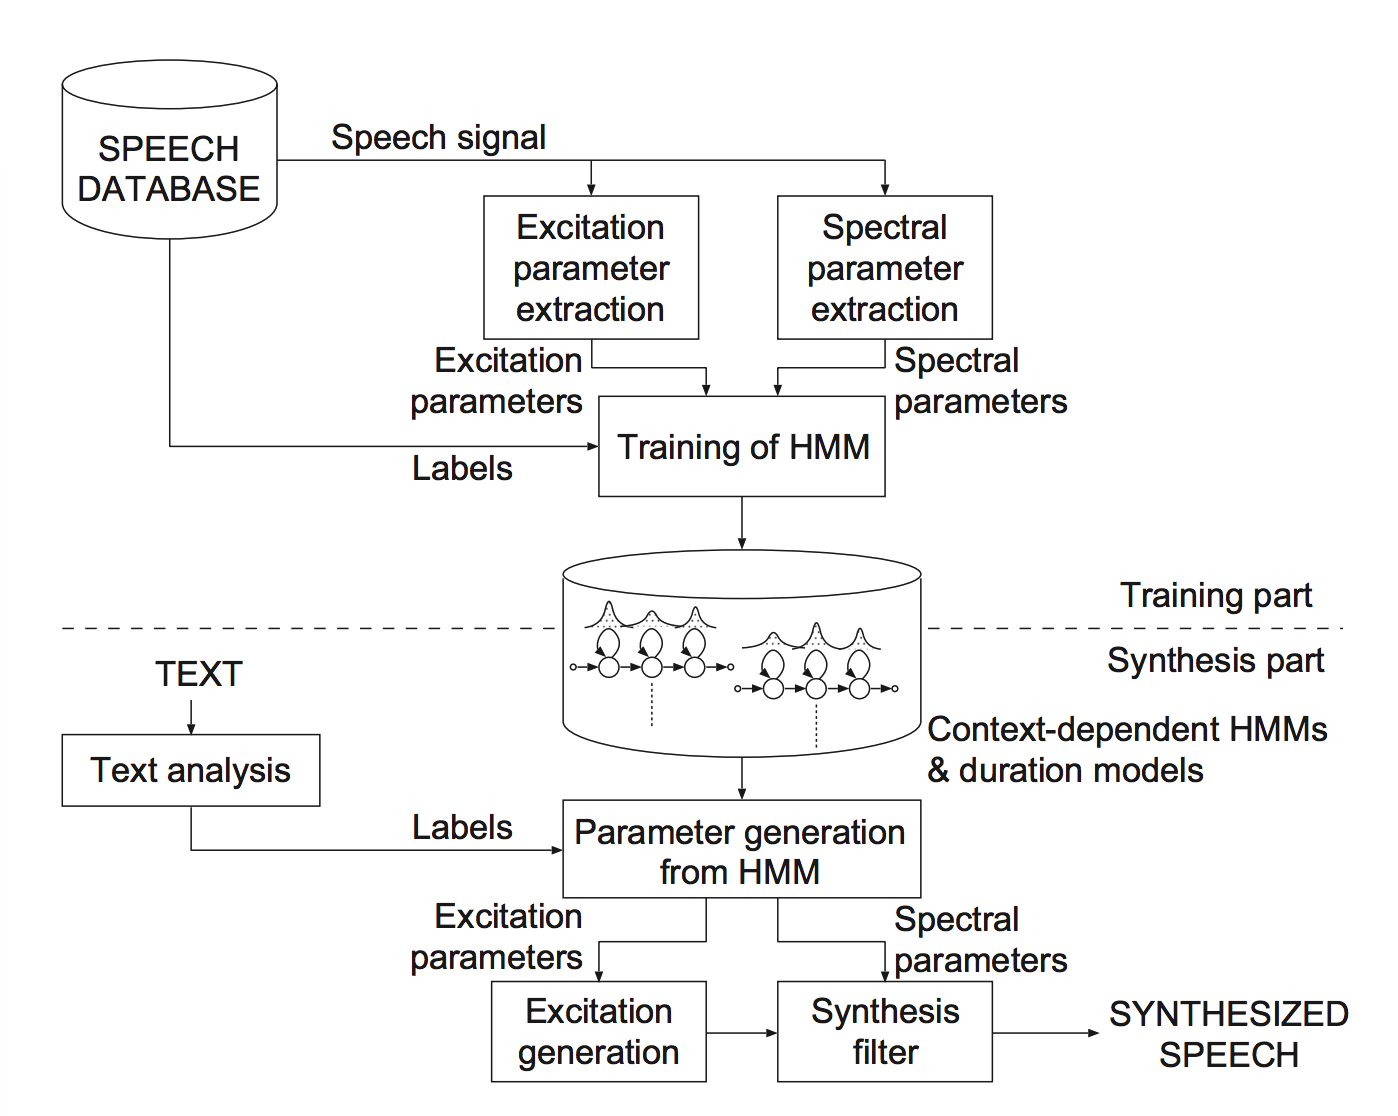 SPEECH
DATABASE
Speech signal
Excitation
parameter
extraction
Spectral
parameter
extraction
Excitation
parameters
Spectral
parameters
Training of HMM
Labels
Training part
Synthesis part
TEXT
Context-dependent HMMs
& duration models
Text analysis
Labels
Parameter generation
from HMM
Excitation
parameters
Spectral
parameters
Excitation
generation
Synthesis
filter
SYNTHESIZED
SPEECH